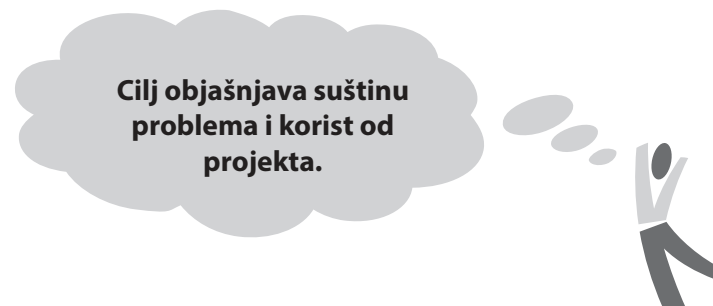 Cilj objašnjava suštinu
problema i korist od
projekta.